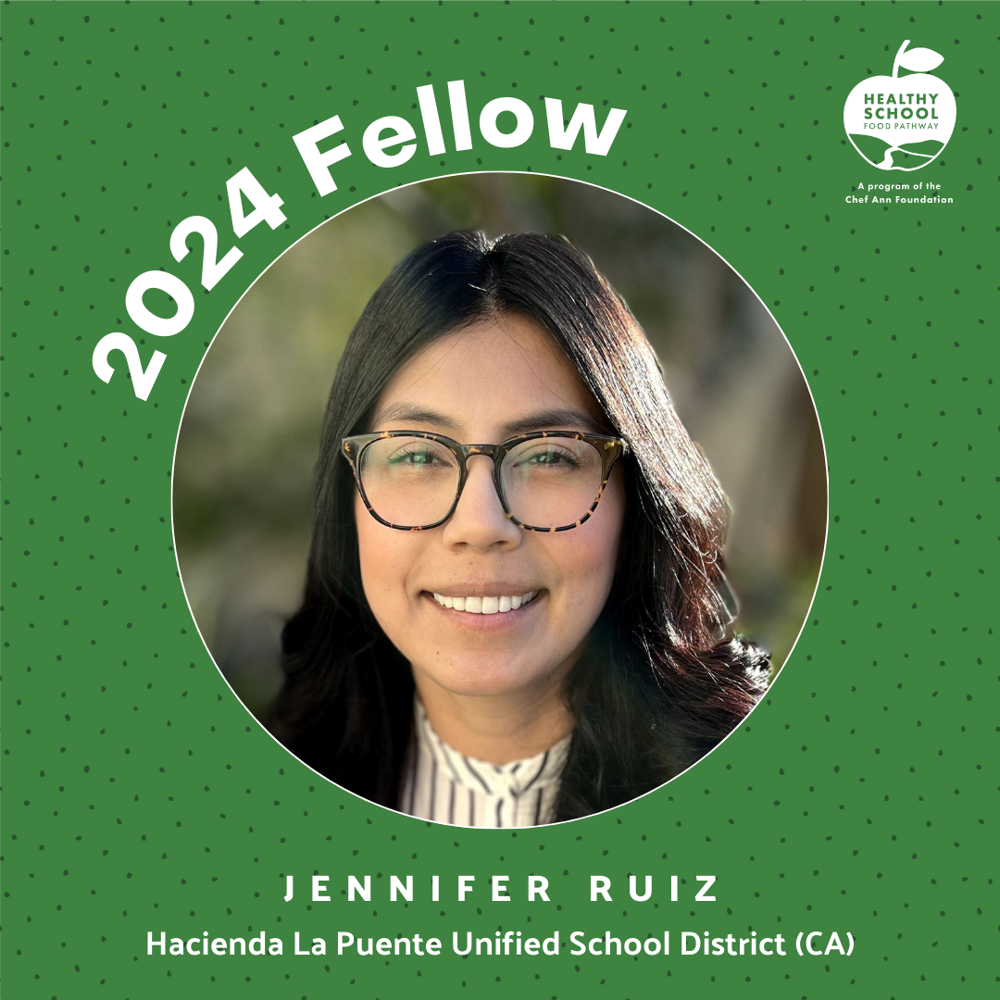 2024 Fellow
HEALTHY
SCHOOL
FOOD PATHWAY
A program of the
Chef Ann Foundation
JENNIFER RUIZ
Hacienda La Puente Unified School District (CA)